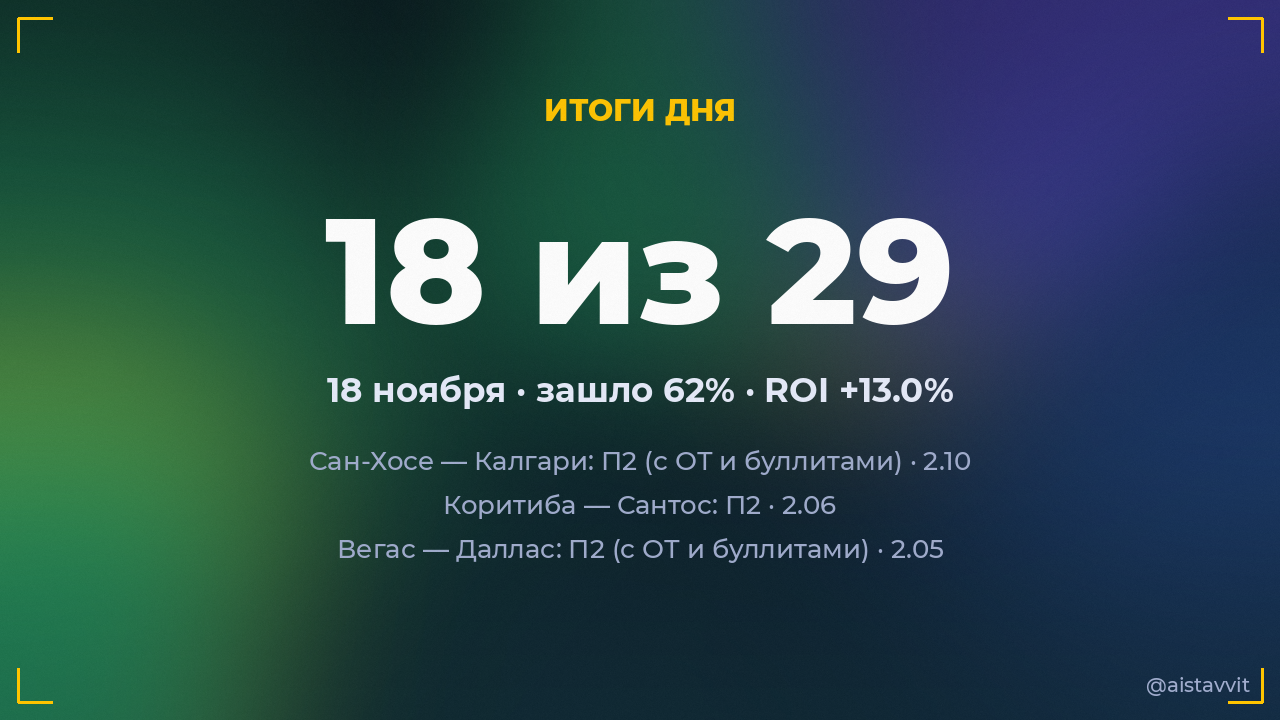 ИТОГИ ДНЯ
18 из 29
18 ноября · зашло 62% · ROI +13.0%
Сан-Хосе — Калгари: П2 (с ОТ и буллитами) · 2.10
Коритиба — Сантос: П2 · 2.06
Вегас — Даллас: П2 (с ОТ и буллитами) · 2.05
@aistavvit